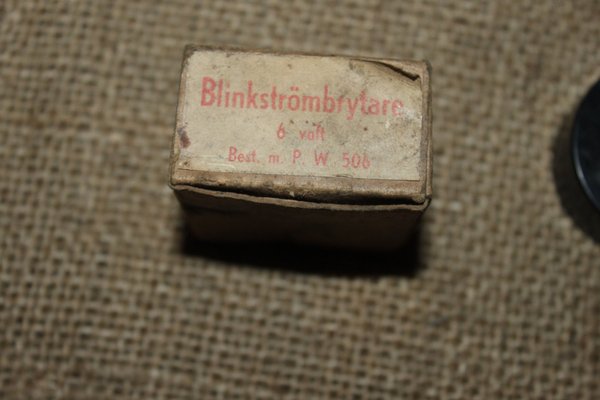 Blinkströmbrytare
6 volt
Best. m. P. W. 506